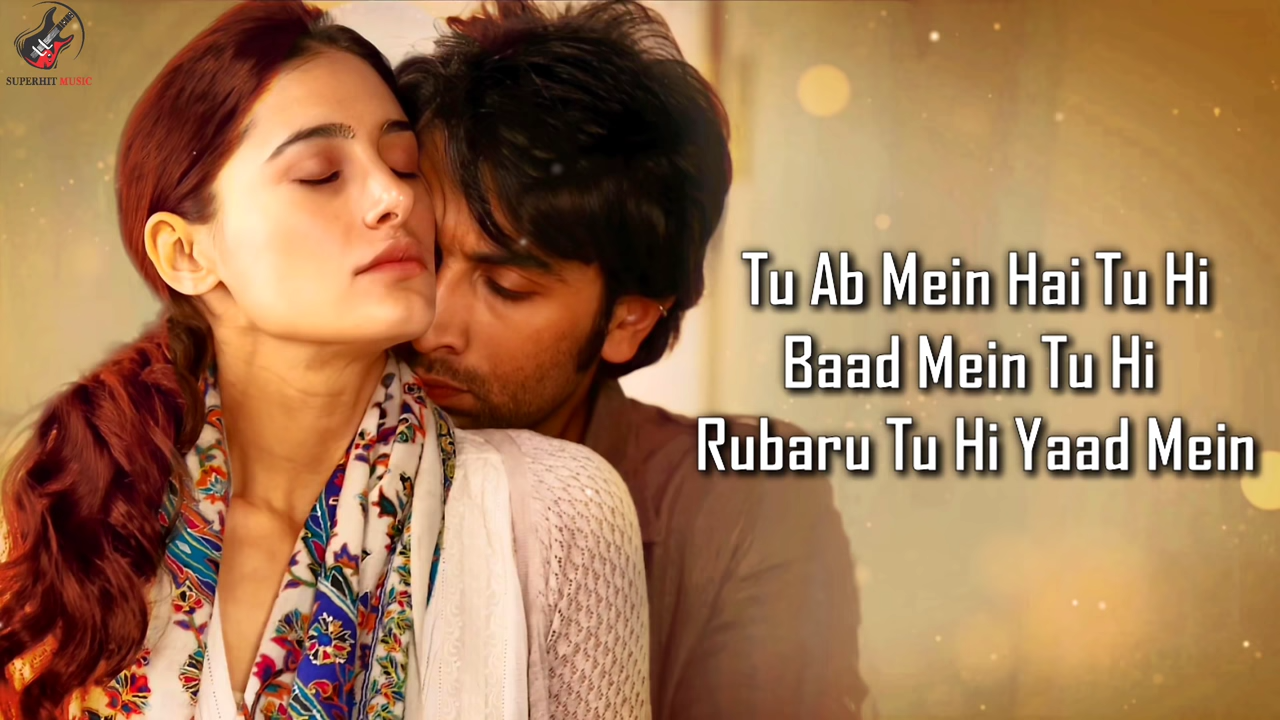 SUPERHIT MUSIC
Tu Ab Mein Hai Tu Hi
Baad Mein Tu Hi
Rubaru Tu Hi Yaad Mein